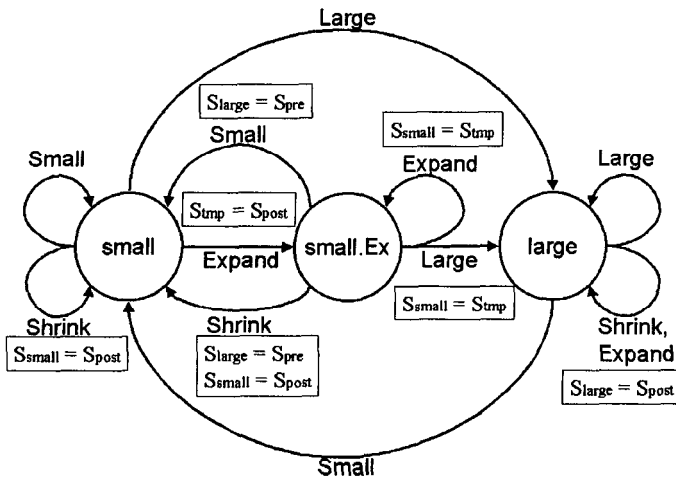 Large
Slarge = Spre
Small
Ssmall = Stmp
Expand
Small
Large
Stmp = Spost
small
Expand
small.Ex
Large
large
Ssmall = Stmp
Shrink
Ssmall = Spost
Shrink
Slarge = Spre
Ssmall = Spost
Shrink,
Expand
Slarge = Spost
Small